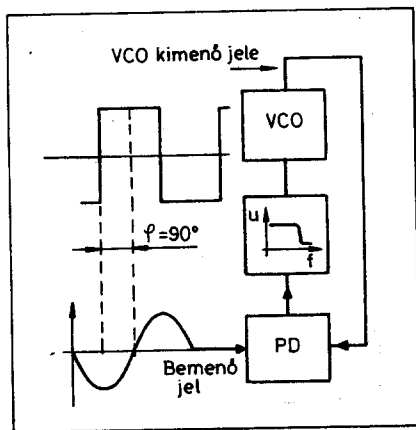 VCO kimenő jele
VCO
u
f
φ=90°
Bemenő
jel
PD